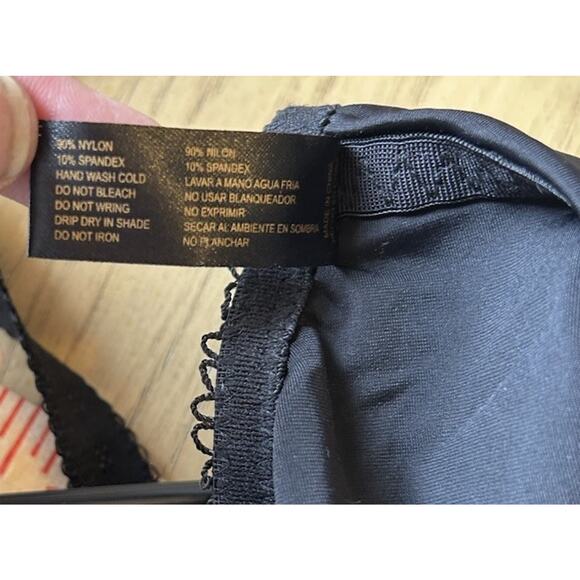 90% NYLON
10% SPANDEX
HAND WASH COLD
DO NOT BLEACH
DO NOT WRING
DRIP DRY IN SHADE
DO NOT IRON
90% NILON
10% SPANDEX
LAVAR A MANO AGUA FRIA
NO USAR BLANQUEADOR
NO EXPRIMIR
SECAR AL AMBIENTE EN SOMBRA
NO PLANCHAR
MADE IN CHINA